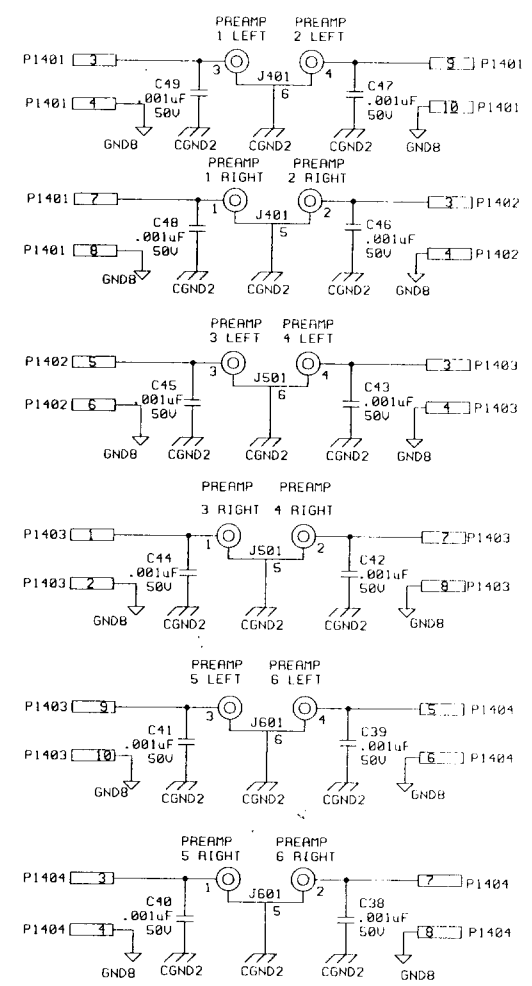 PREAMP PREAMP
1 LEFT 2 LEFT
P1401 3 3 4 9 P1401
J401
6
C49 C47
.001uF .001uF
50V 50V
P1401 4 10 P1401
GND8 CGND2 CGND2 CGND2 GND8
PREAMP PREAMP
1 RIGHT 2 RIGHT
P1401 7 1 2 3 P1402
J401
5
C48 C46
.001uF .001uF
50V 50V
P1401 8 4 P1402
GND8 CGND2 CGND2 CGND2 GND8
PREAMP PREAMP
3 LEFT 4 LEFT
P1402 5 3 4 3 P1403
J501
6
C45 C43
.001uF .001uF
50V 50V
P1402 6 4 P1403
GND8 CGND2 CGND2 CGND2 GND8
PREAMP PREAMP
3 RIGHT 4 RIGHT
P1403 1 1 2 7 P1403
J501
5
C44 C42
.001uF .001uF
50V 50V
P1403 2 8 P1403
GND8 CGND2 CGND2 CGND2 GND8
PREAMP PREAMP
5 LEFT 6 LEFT
P1403 9 3 4 5 P1404
J601
6
C41 C39
.001uF .001uF
50V 50V
P1403 10 6 P1404
GND8 CGND2 CGND2 CGND2 GND8
PREAMP PREAMP
5 RIGHT 6 RIGHT
P1404 3 1 2 7 P1404
J601
5
C40 C38
.001uF .001uF
50V 50V
P1404 4 8 P1404
GND8 CGND2 CGND2 CGND2 GND8